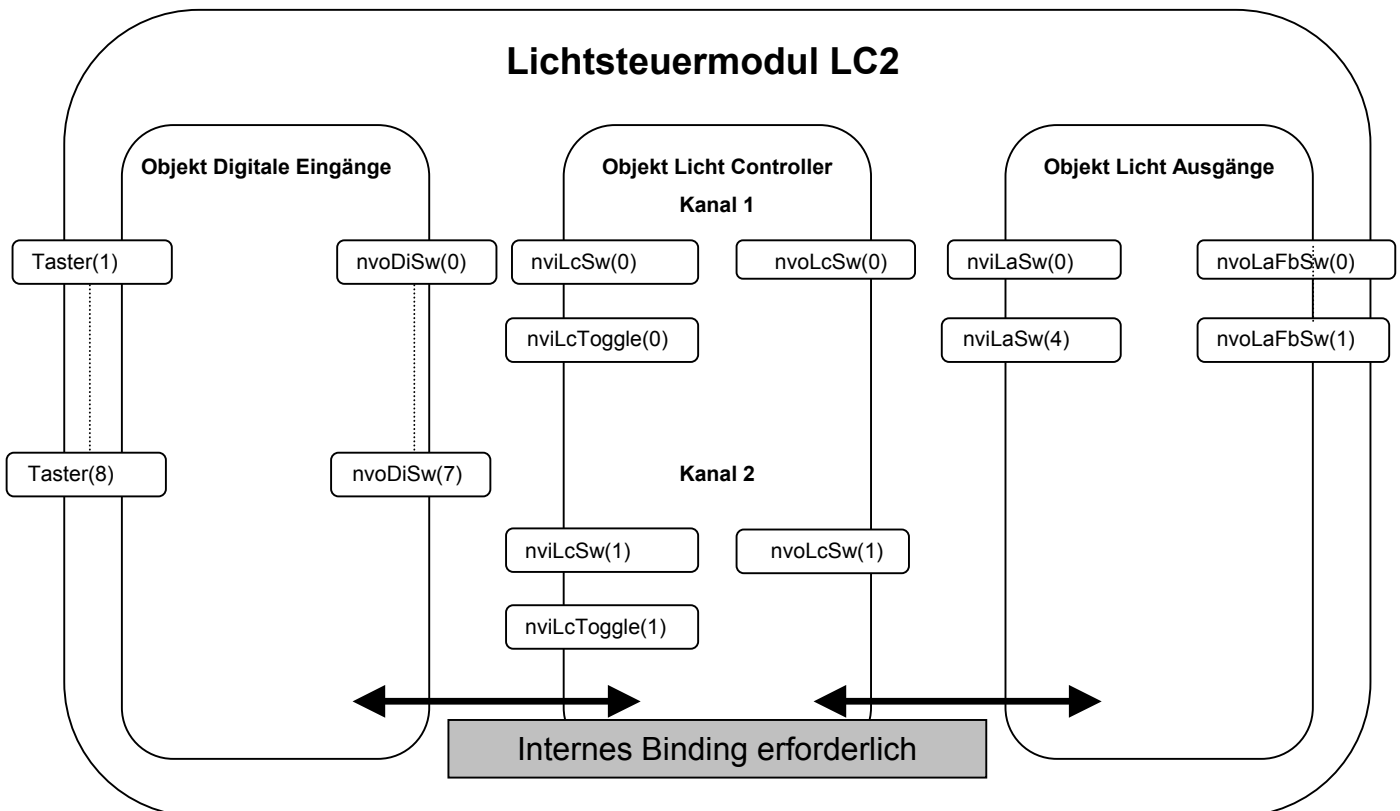 Lichtsteuermodul LC2
Objekt Digitale Eingänge
Objekt Licht Controller
Objekt Licht Ausgänge
Kanal 1
Taster(1)
nvoDiSw(0)
nviLcSw(0)
nvoLcSw(0)
nviLaSw(0)
nvoLaFbSw(0)
nviLcToggle(0)
nviLaSw(4)
nvoLaFbSw(1)
Taster(8)
nvoDiSw(7)
Kanal 2
nviLcSw(1)
nvoLcSw(1)
nviLcToggle(1)
Internes Binding erforderlich